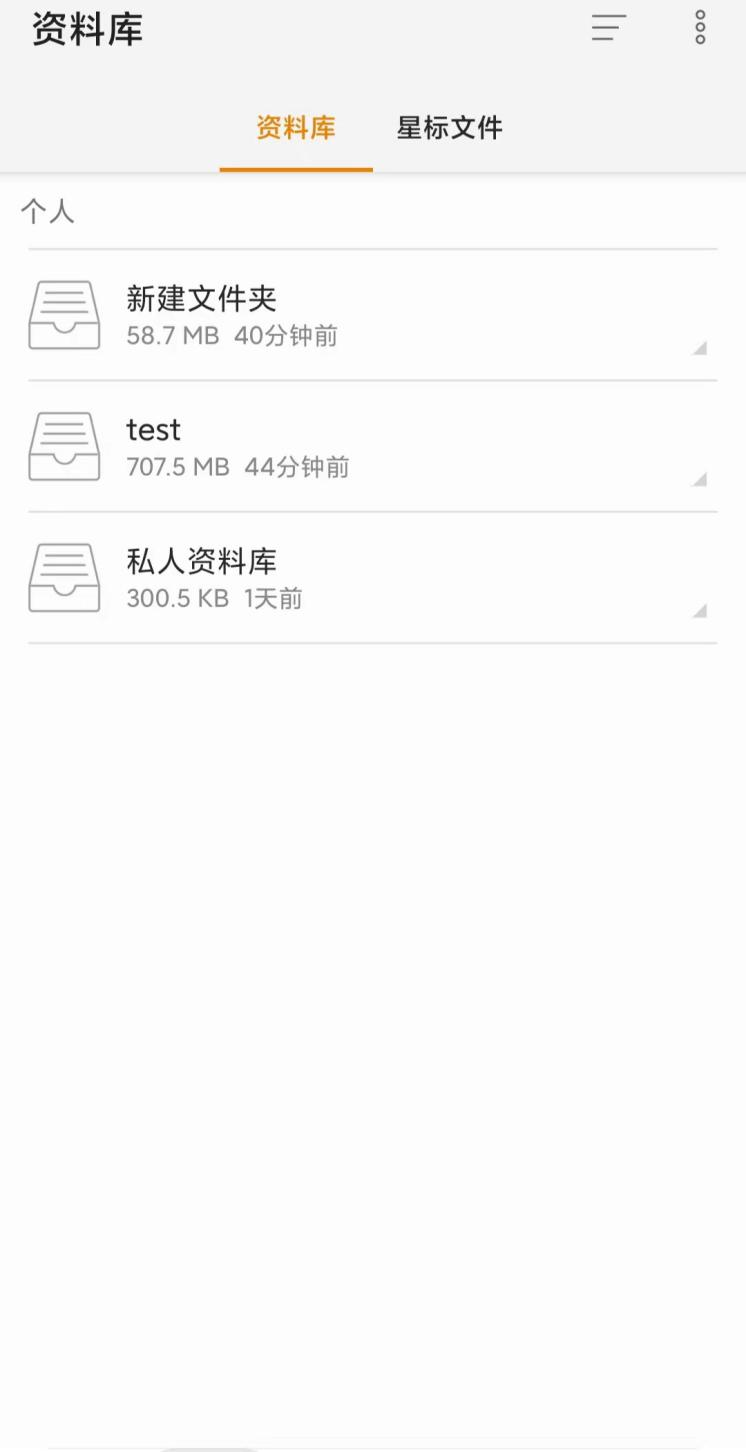 资料库
资料库 星标文件
个人
新建文件夹
58.7 MB 40分钟前
test
707.5 MB 44分钟前
私人资料库
300.5 KB 1天前